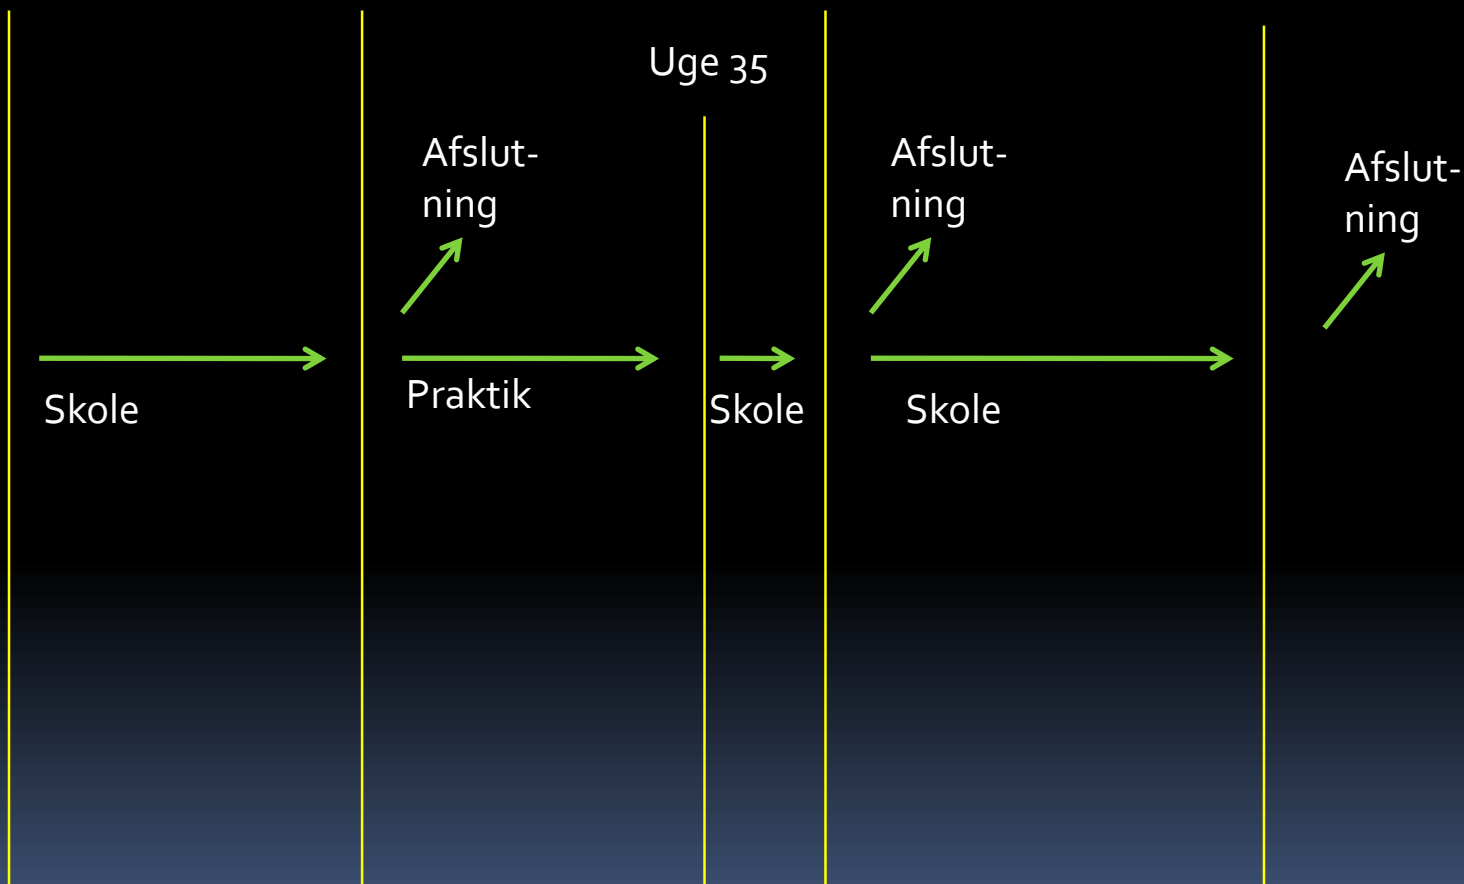 Uge 35
Afslut-
ning
Afslut-
ning
Afslut-
ning
Skole
Praktik
Skole
Skole